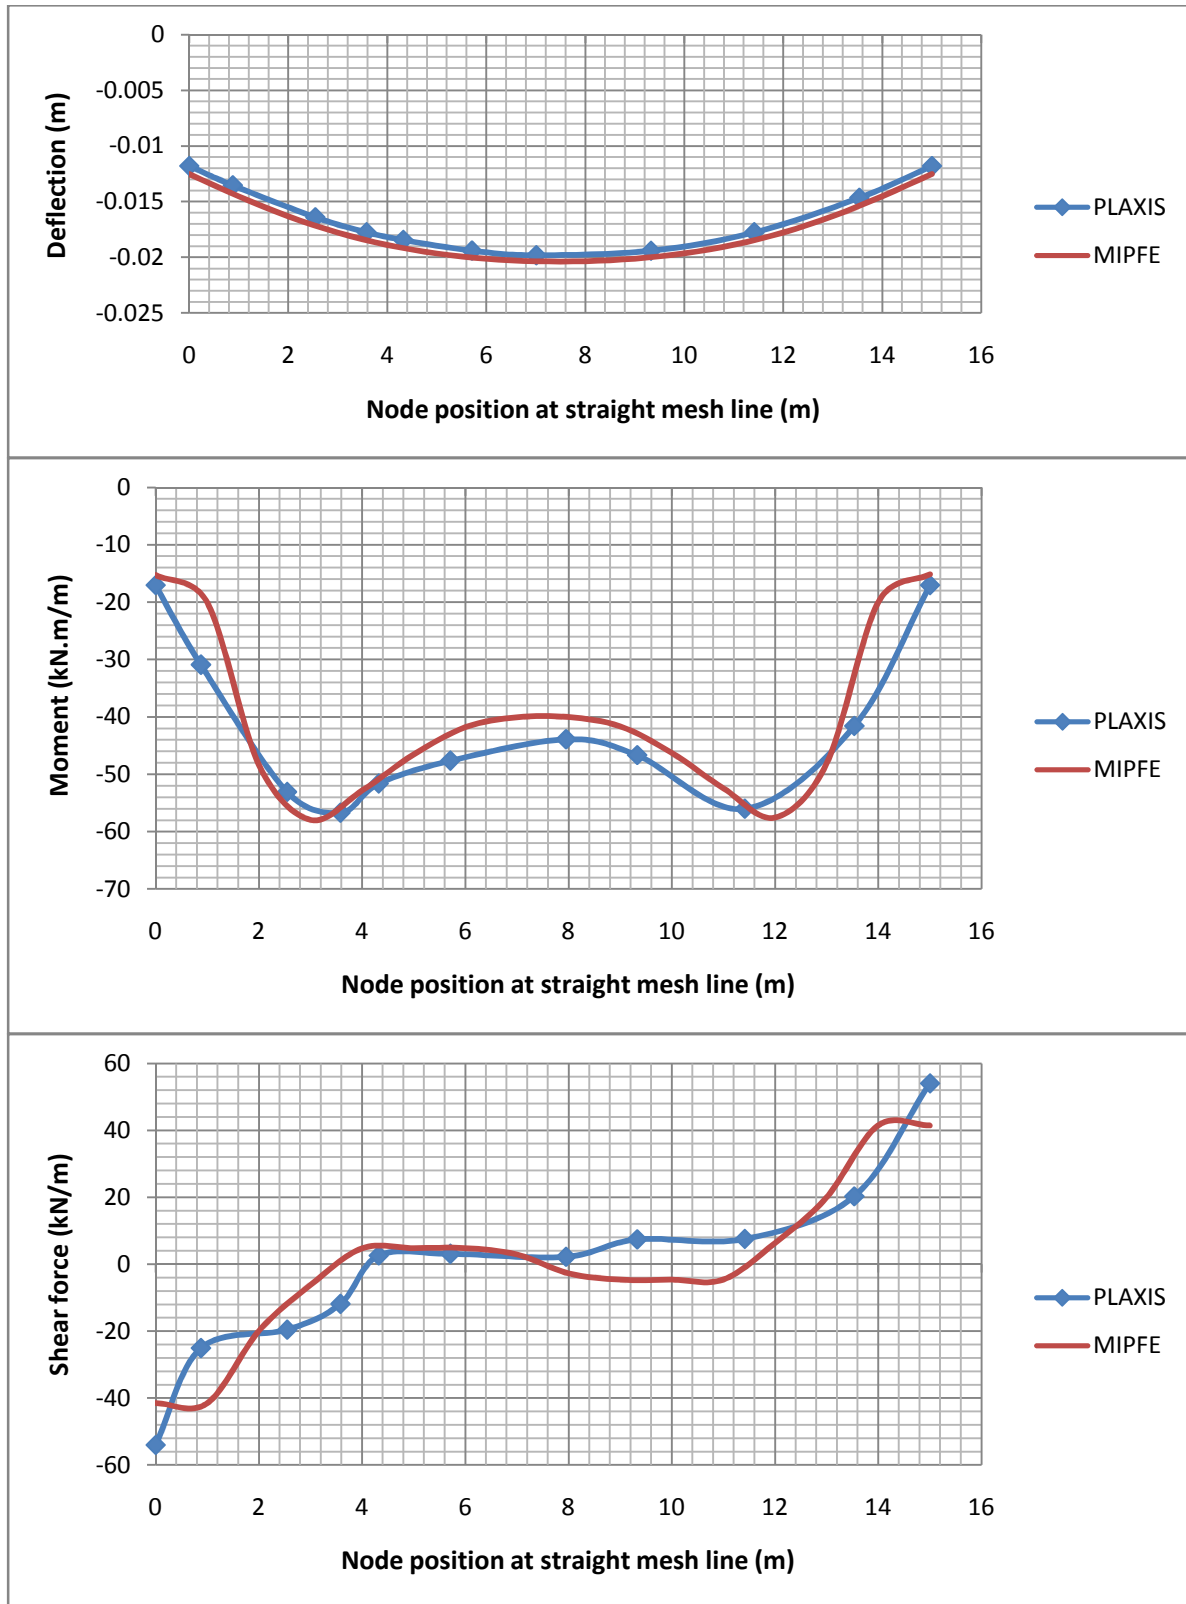 Deflection (m)
0
-0.005
-0.01
-0.015
-0.02
-0.025
0 2 4 6 8 10 12 14 16
Node position at straight mesh line (m)
PLAXIS
MIPFE
Moment (kN.m/m)
0
-10
-20
-30
-40
-50
-60
-70
0 2 4 6 8 10 12 14 16
Node position at straight mesh line (m)
PLAXIS
MIPFE
Shear force (kN/m)
60
40
20
0
-20
-40
-60
0 2 4 6 8 10 12 14 16
Node position at straight mesh line (m)
PLAXIS
MIPFE